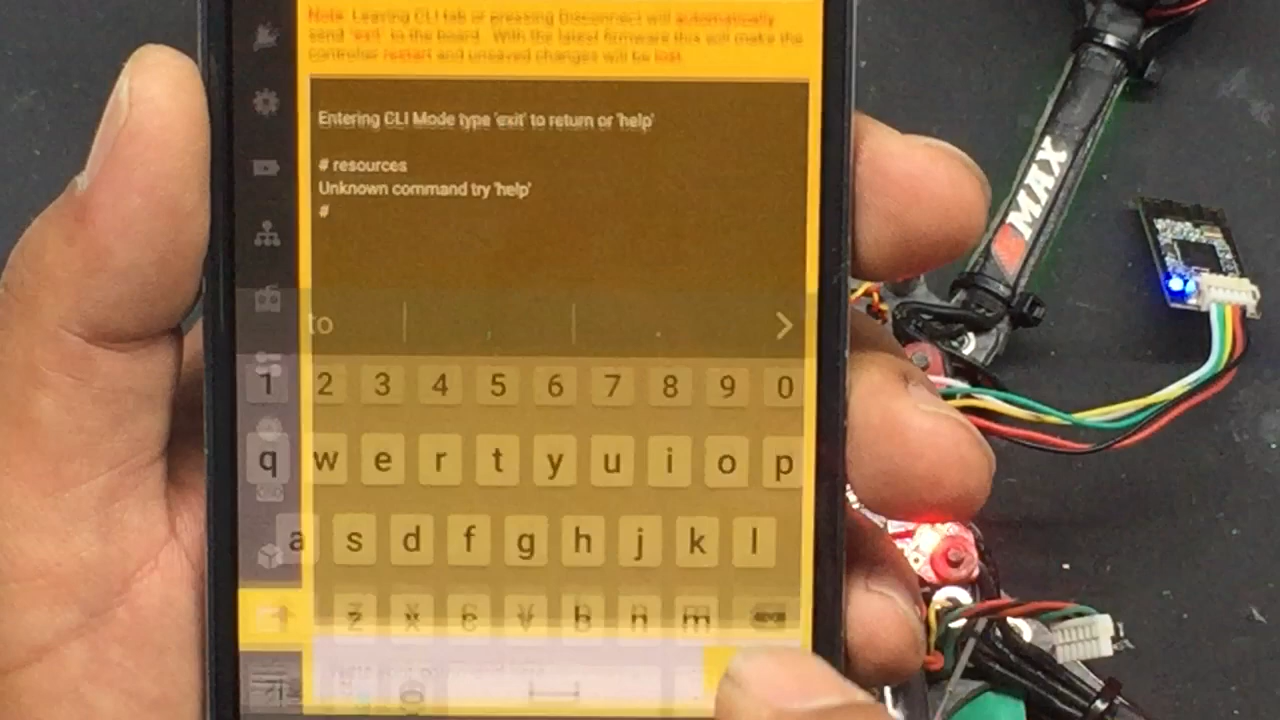 Note: Leaving CLI tab or pressing Disconnect will automatically
send "exit" to the board. With the latest firmware this will make the
controller restart and unsaved changes will be lost.
Entering CLI Mode type 'exit' to return or 'help'
# resources
Unknown command try 'help'
#
to , .
1 2 3 4 5 6 7 8 9 0
q w e r t y u i o p
a s d f g h j k l
z x c v b n m
MAX